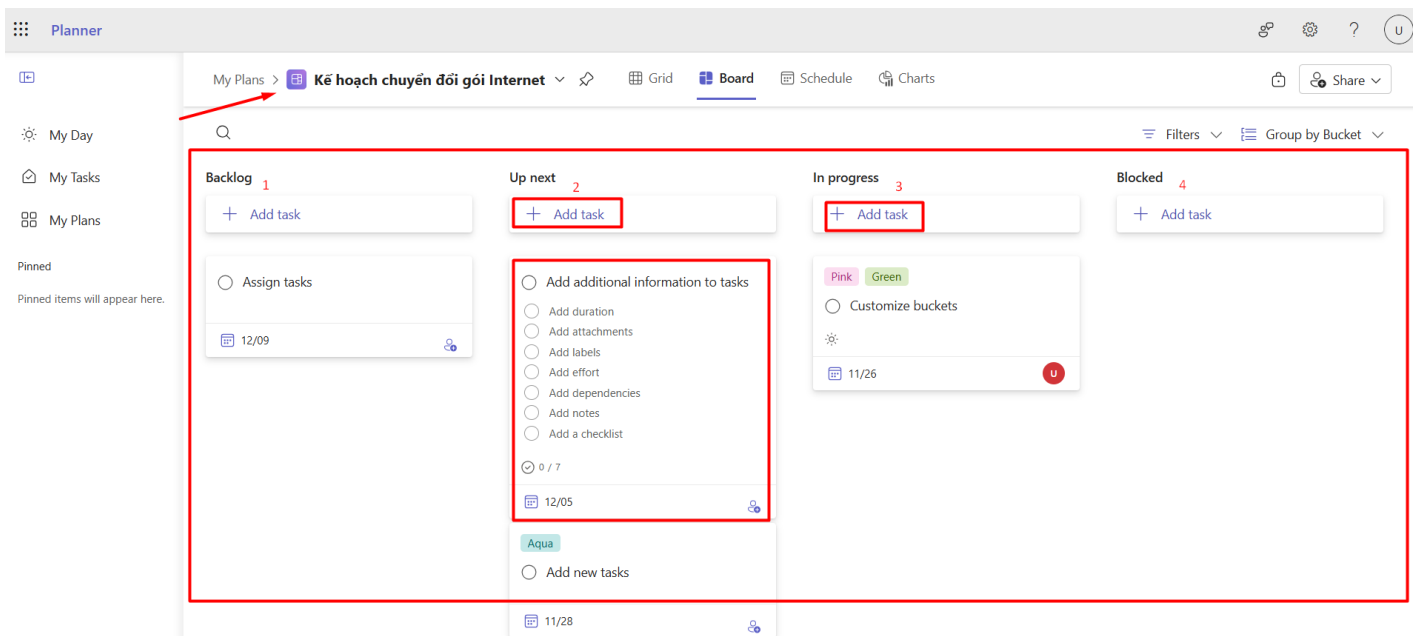 Planner
U
My Plans > Kế hoạch chuyển đổi gói Internet
Grid
Board
Schedule
Charts
Share
My Day
My Tasks
My Plans
Pinned
Pinned items will appear here.
Filters
Group by Bucket
Backlog 1
+ Add task
Assign tasks
12/09
Up next 2
+ Add task
Add additional information to tasks
Add duration
Add attachments
Add labels
Add effort
Add dependencies
Add notes
Add a checklist
0 / 7
12/05
Aqua
Add new tasks
11/28
In progress 3
+ Add task
Pink Green
Customize buckets
11/26
U
Blocked 4
+ Add task